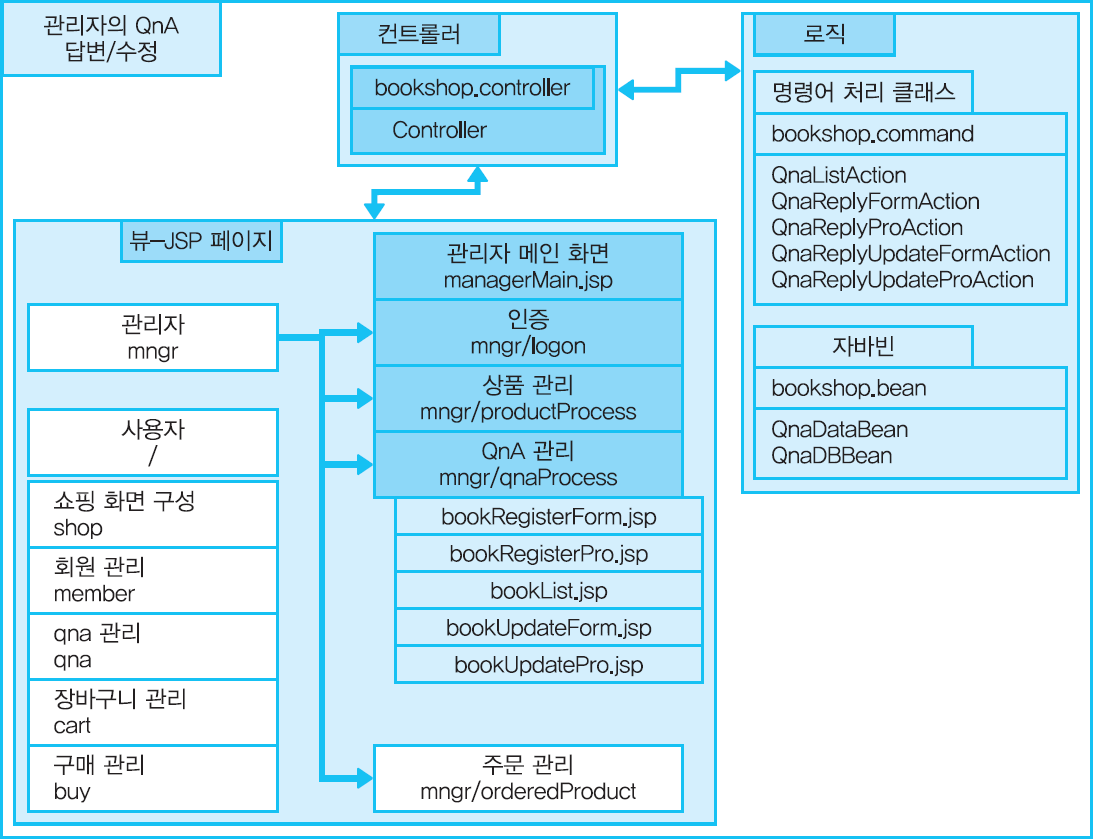 관리자의 QnA
답변/수정
컨트롤러
bookshop.controller
Controller
로직
명령어 처리 클래스
bookshop.command
QnaListAction
QnaReplyFormAction
QnaReplyProAction
QnaReplyUpdateFormAction
QnaReplyUpdateProAction
자바빈
bookshop.bean
QnaDataBean
QnaDBBean
뷰-JSP 페이지
관리자
mngr
사용자
/
쇼핑 화면 구성
shop
회원 관리
member
qna 관리
qna
장바구니 관리
cart
구매 관리
buy
관리자 메인 화면
managerMain.jsp
인증
mngr/logon
상품 관리
mngr/productProcess
QnA 관리
mngr/qnaProcess
bookRegisterForm.jsp
bookRegisterPro.jsp
bookList.jsp
bookUpdateForm.jsp
bookUpdatePro.jsp
주문 관리
mngr/orderedProduct